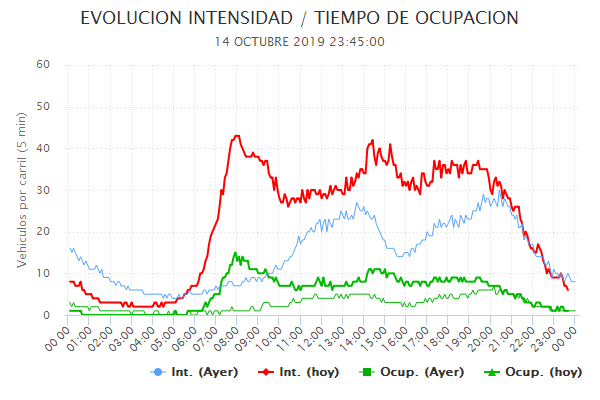 EVOLUCION INTENSIDAD / TIEMPO DE OCUPACION
14 OCTUBRE 2019 23:45:00
Vehiculos por carril (5 min)
60
50
40
30
20
10
0
00:00 01:00 02:00 03:00 04:00 05:00 06:00 07:00 08:00 09:00 10:00 11:00 12:00 13:00 14:00 15:00 16:00 17:00 18:00 19:00 20:00 21:00 22:00 23:00 00:00
Int. (Ayer) Int. (hoy) Ocup. (Ayer) Ocup. (hoy)